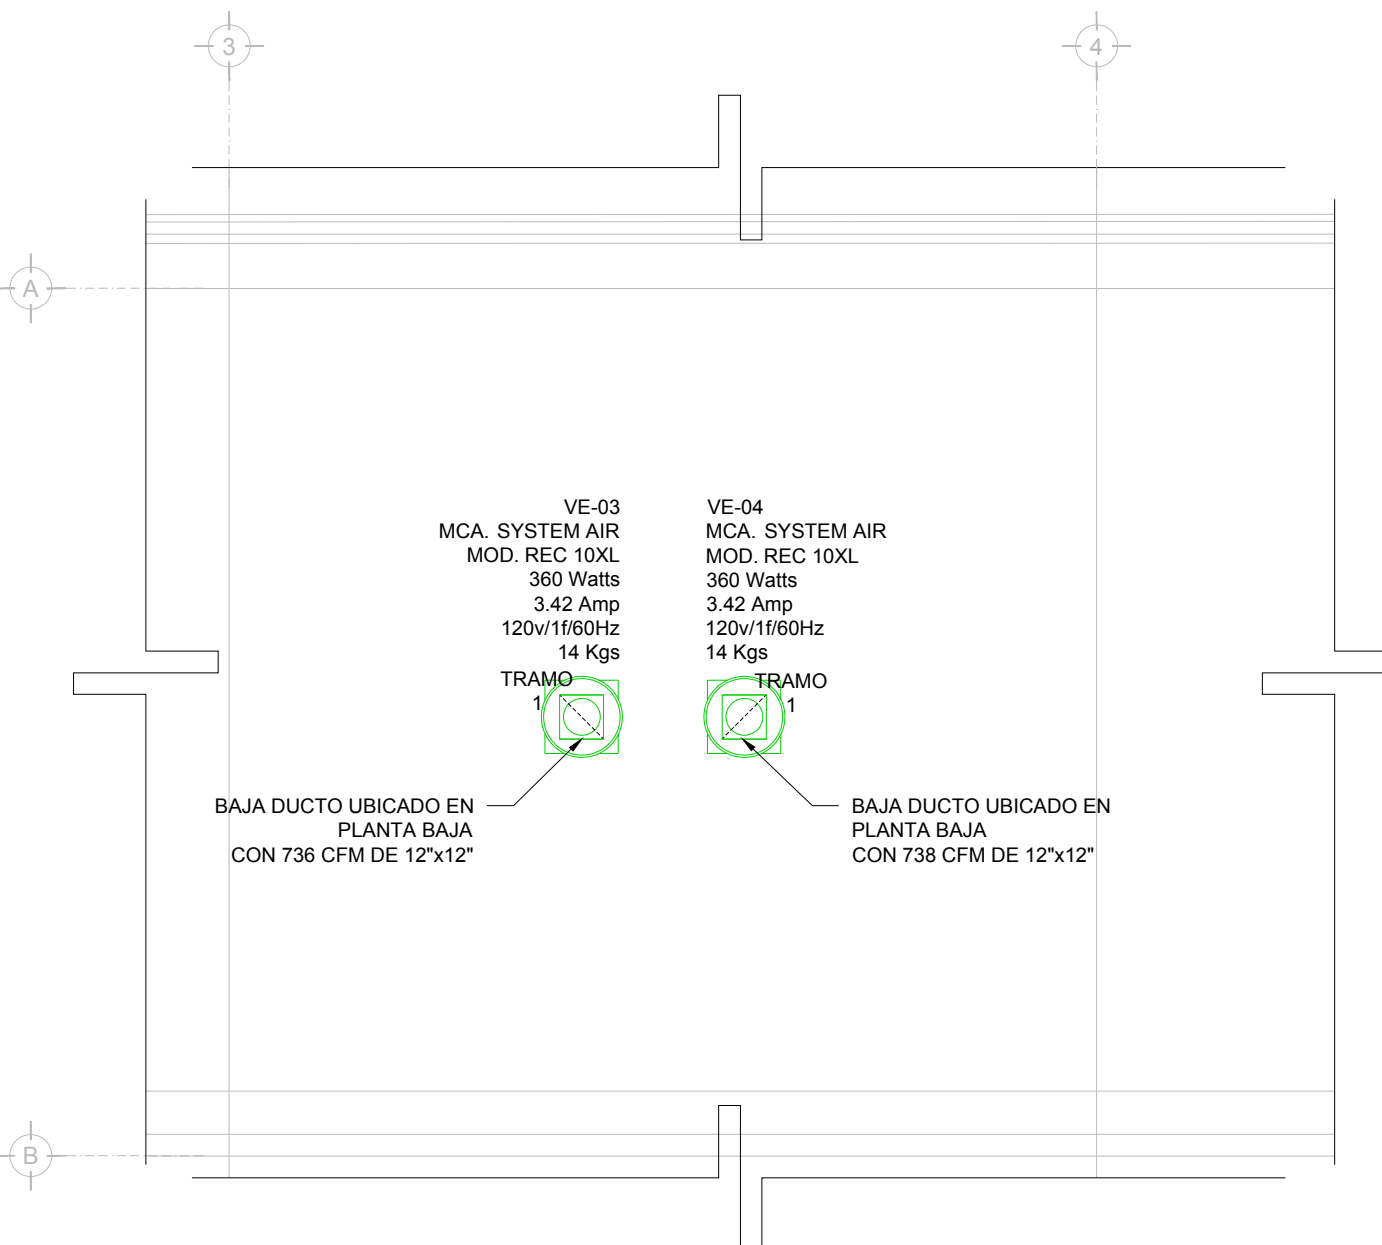 3
4
A
VE-03
MCA. SYSTEM AIR
MOD. REC 10XL
360 Watts
3.42 Amp
120v/1f/60Hz
14 Kgs
TRAMO
1
VE-04
MCA. SYSTEM AIR
MOD. REC 10XL
360 Watts
3.42 Amp
120v/1f/60Hz
14 Kgs
TRAMO
1
BAJA DUCTO UBICADO EN
PLANTA BAJA
CON 736 CFM DE 12"x12"
BAJA DUCTO UBICADO EN
PLANTA BAJA
CON 738 CFM DE 12"x12"
B